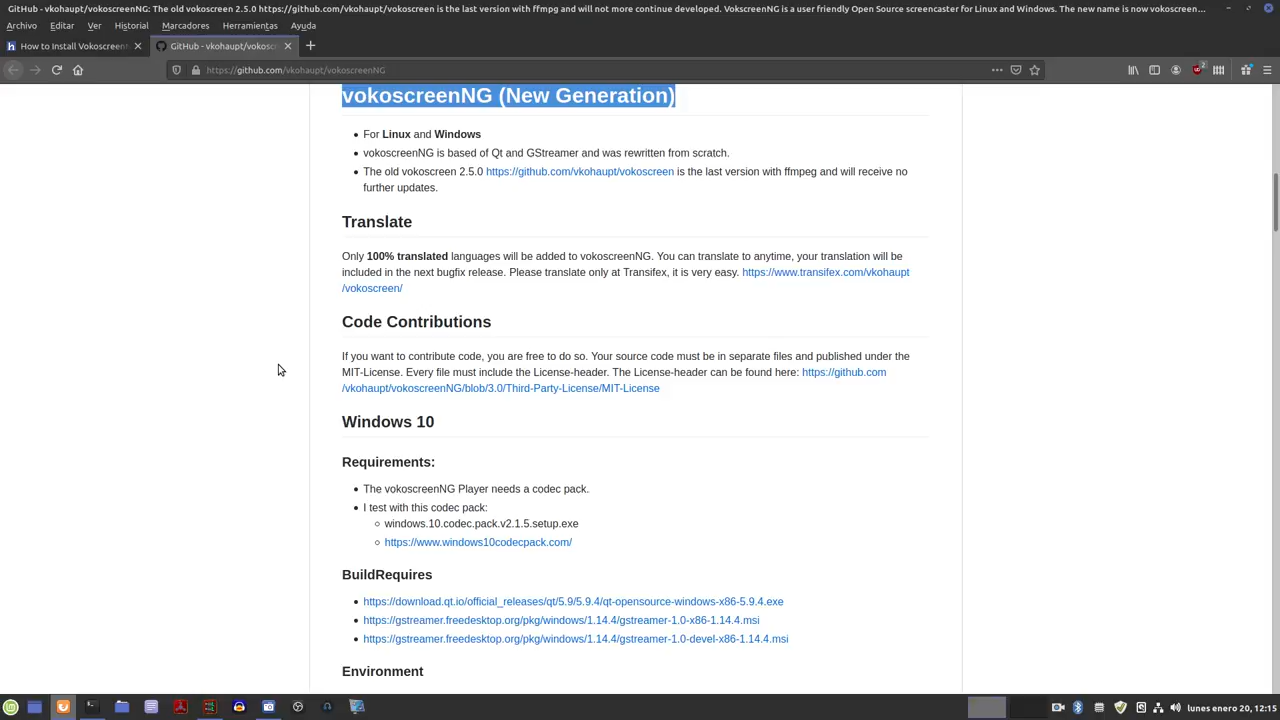 GitHub - vkohaupt/vokoscreenNG: The old vokoscreen 2.5.0 https://github.com/vkohaupt/vokoscreen is the last version with ffmpg and will not more continue developed. VokscreenNG is a user friendly Open Source screencaster for Linux and Windows. The new name is now vokoscreen...
Archivo Editar Ver Historial Marcadores Herramientas Ayuda
How to Install Vokoscreen
GitHub - vkohaupt/vokosc
https://github.com/vkohaupt/vokoscreenNG
2
vokoscreenNG (New Generation)
For Linux and Windows
vokoscreenNG is based of Qt and GStreamer and was rewritten from scratch.
The old vokoscreen 2.5.0 https://github.com/vkohaupt/vokoscreen is the last version with ffmpeg and will receive no
further updates.
Translate
Only 100% translated languages will be added to vokoscreenNG. You can translate to anytime, your translation will be
included in the next bugfix release. Please translate only at Transifex, it is very easy. https://www.transifex.com/vkohaupt
/vokoscreen/
Code Contributions
If you want to contribute code, you are free to do so. Your source code must be in separate files and published under the
MIT-License. Every file must include the License-header. The License-header can be found here: https://github.com
/vkohaupt/vokoscreenNG/blob/3.0/Third-Party-License/MIT-License
Windows 10
Requirements:
The vokoscreenNG Player needs a codec pack.
I test with this codec pack:
windows.10.codec.pack.v2.1.5.setup.exe
https://www.windows10codecpack.com/
BuildRequires
https://download.qt.io/official_releases/qt/5.9/5.9.4/qt-opensource-windows-x86-5.9.4.exe
https://gstreamer.freedesktop.org/pkg/windows/1.14.4/gstreamer-1.0-x86-1.14.4.msi
https://gstreamer.freedesktop.org/pkg/windows/1.14.4/gstreamer-1.0-devel-x86-1.14.4.msi
Environment
lunes enero 20, 12:15